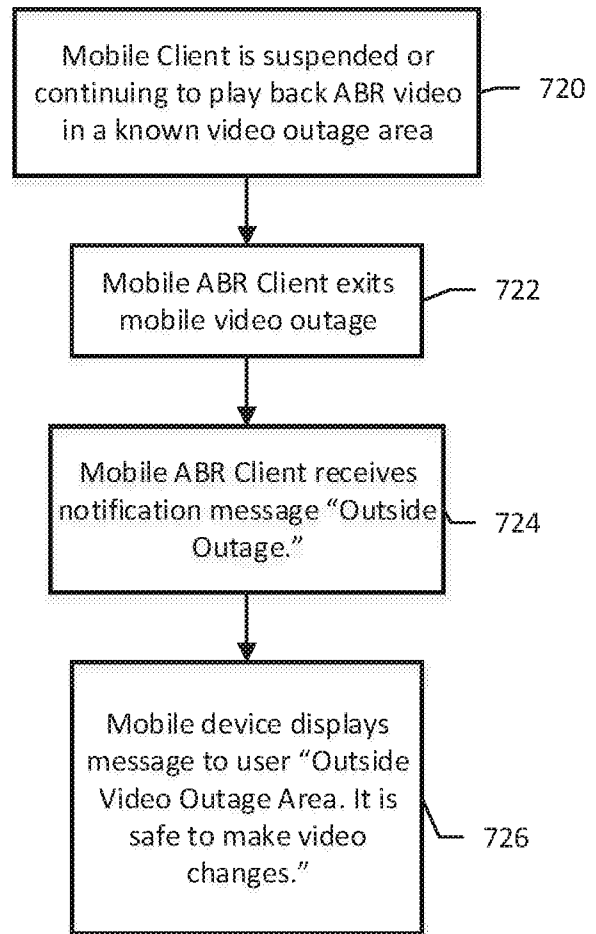 Mobile Client is suspended or
continuing to play back ABR video
in a known video outage area
720
Mobile ABR Client exits
mobile video outage
722
Mobile ABR Client receives
notification message “Outside
Outage.”
724
Mobile device displays
message to user “Outside
Video Outage Area. It is
safe to make video
changes.”
726